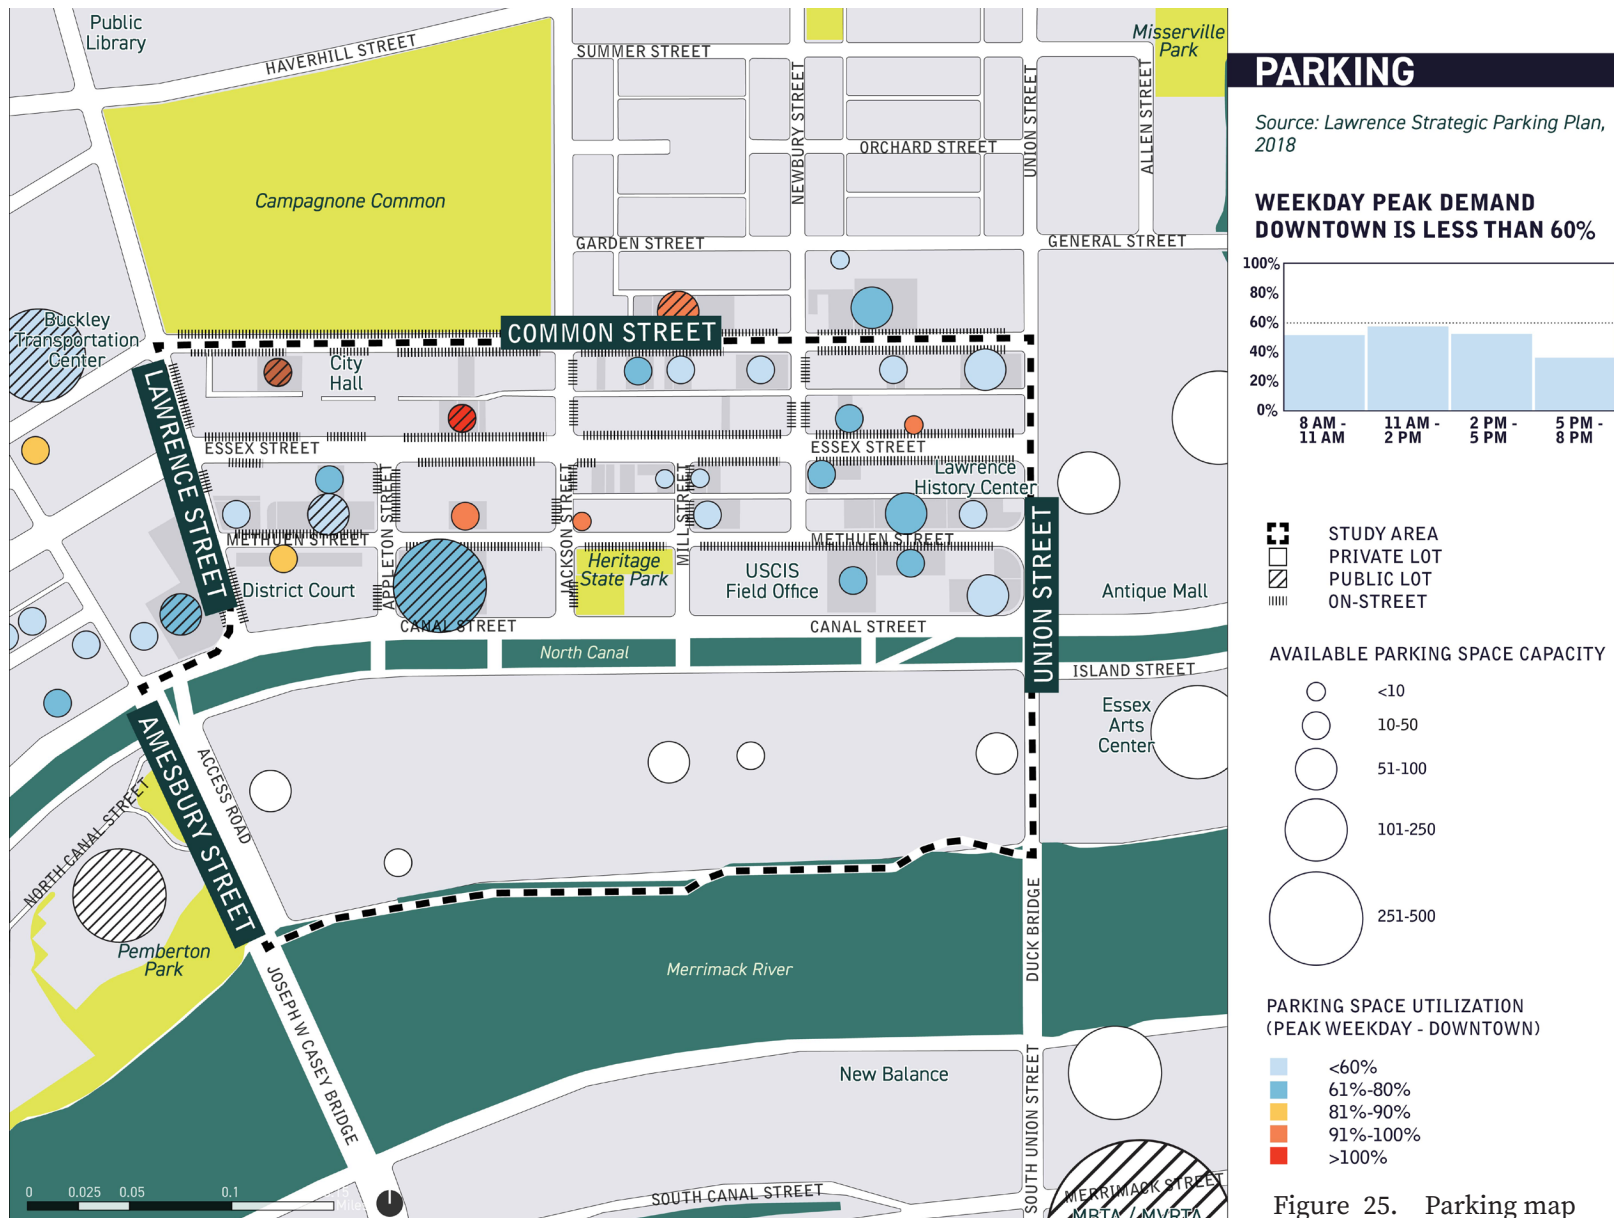 Public
Library
HAVERHILL STREET
SUMMER STREET
Misserville
Park
NEWBURY STREET
UNION STREET
ALLEN STREET
ORCHARD STREET
Campagnone Common
GARDEN STREET
GENERAL STREET
Buckley
Transportation
Center
COMMON STREET
City
Hall
LAWRENCE STREET
ESSEX STREET
ESSEX STREET
Lawrence
History Center
APPLETON STREET
JACKSON STREET
MILL STREET
METHUEN STREET
METHUEN STREET
District Court
Heritage
State Park
USCIS
Field Office
UNION STREET
Antique Mall
CANAL STREET
CANAL STREET
North Canal
ISLAND STREET
Essex
Arts
Center
AMESBURY STREET
ACCESS ROAD
NORTH CANAL STREET
Pemberton
Park
Merrimack River
DUCK BRIDGE
JOSEPH W CASEY BRIDGE
New Balance
SOUTH UNION STREET
SOUTH CANAL STREET
MERRIMACK STREET
MBTA / MVRTA
0 0.025 0.05 0.1 0.15
Miles
PARKING
Source: Lawrence Strategic Parking Plan,
2018
WEEKDAY PEAK DEMAND
DOWNTOWN IS LESS THAN 60%
100%
80%
60%
40%
20%
0%
8 AM -
11 AM
11 AM -
2 PM
2 PM -
5 PM
5 PM -
8 PM
STUDY AREA
PRIVATE LOT
PUBLIC LOT
ON-STREET
AVAILABLE PARKING SPACE CAPACITY
<10
10-50
51-100
101-250
251-500
PARKING SPACE UTILIZATION
(PEAK WEEKDAY - DOWNTOWN)
<60%
61%-80%
81%-90%
91%-100%
>100%
Figure 25. Parking map